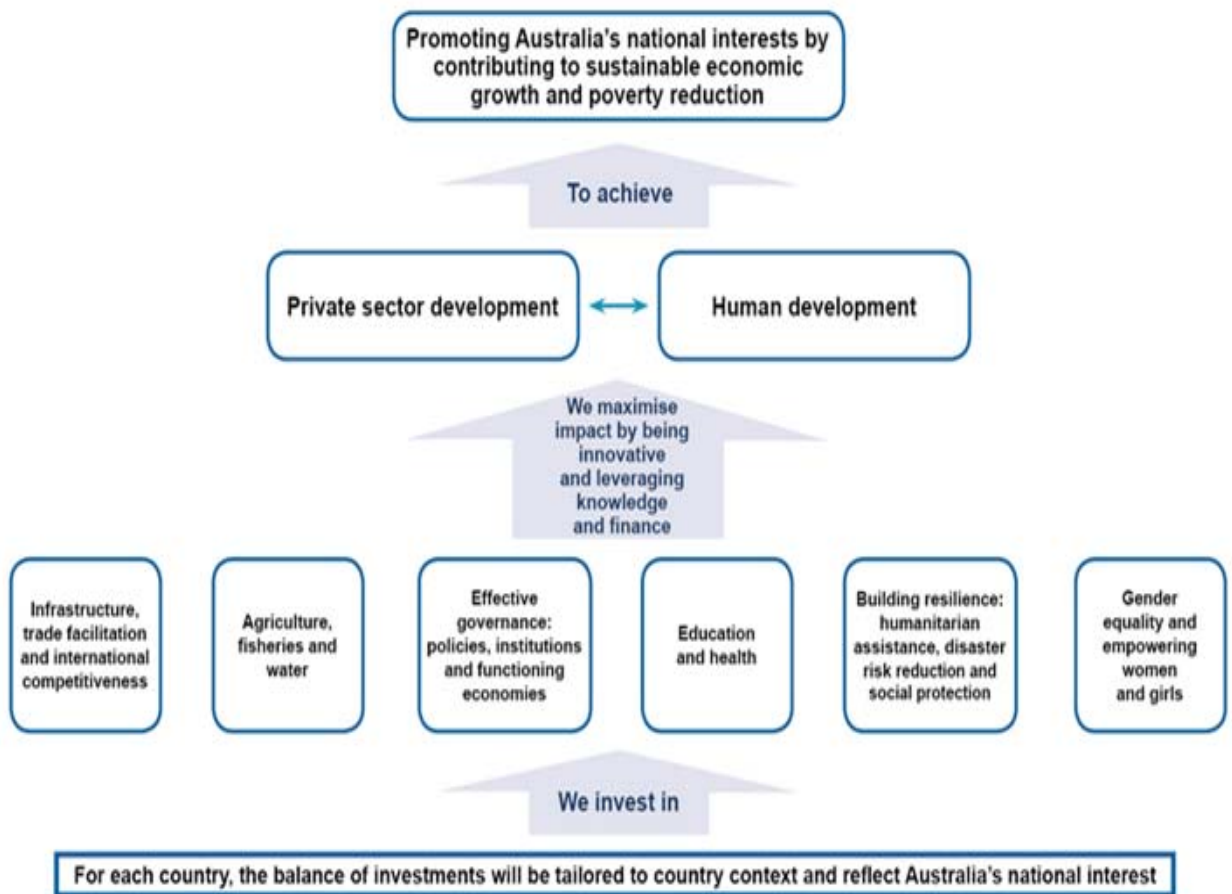 Promoting Australia's national interests by
contributing to sustainable economic
growth and poverty reduction
To achieve
Private sector development
Human development
We maximise
impact by being
innovative
and leveraging
knowledge
and finance
Infrastructure,
trade facilitation
and international
competitiveness
Agriculture,
fisheries and
water
Effective
governance:
policies, institutions
and functioning
economies
Education
and health
Building resilience:
humanitarian
assistance, disaster
risk reduction and
social protection
Gender
equality and
empowering
women
and girls
We invest in
For each country, the balance of investments will be tailored to country context and reflect Australia's national interest